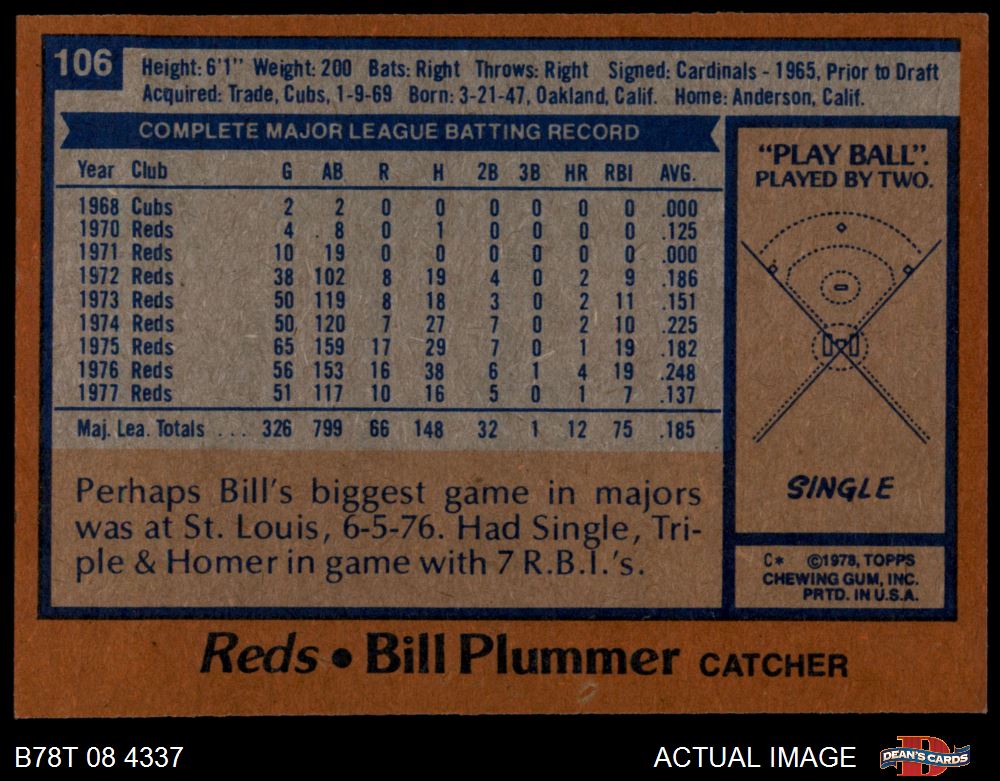 106
Height: 6'1" Weight: 200 Bats: Right Throws: Right Signed: Cardinals - 1965, Prior to Draft
Acquired: Trade, Cubs, 1-9-69 Born: 3-21-47, Oakland, Calif. Home: Anderson, Calif.
COMPLETE MAJOR LEAGUE BATTING RECORD
Year Club G AB R H 2B 3B HR RBI AVG.
1968 Cubs 2 2 0 0 0 0 0 0 .000
1970 Reds 4 8 0 1 0 0 0 0 .125
1971 Reds 10 19 0 0 0 0 0 0 .000
1972 Reds 38 102 8 19 4 0 2 9 .186
1973 Reds 50 119 8 18 3 0 2 11 .151
1974 Reds 50 120 7 27 7 0 2 10 .225
1975 Reds 65 159 17 29 7 0 1 19 .182
1976 Reds 56 153 16 38 6 1 4 19 .248
1977 Reds 51 117 10 16 5 0 1 7 .137
Maj. Lea. Totals ... 326 799 66 148 32 1 12 75 .185
Perhaps Bill's biggest game in majors
was at St. Louis, 6-5-76. Had Single, Tri-
ple & Homer in game with 7 R.B.I.'s.
"PLAY BALL".
PLAYED BY TWO.
SINGLE
C* ©1978, TOPPS
CHEWING GUM, INC.
PRTD. IN U.S.A.
Reds • Bill Plummer CATCHER
B78T 08 4337
ACTUAL IMAGE
D
DEAN'S CARDS